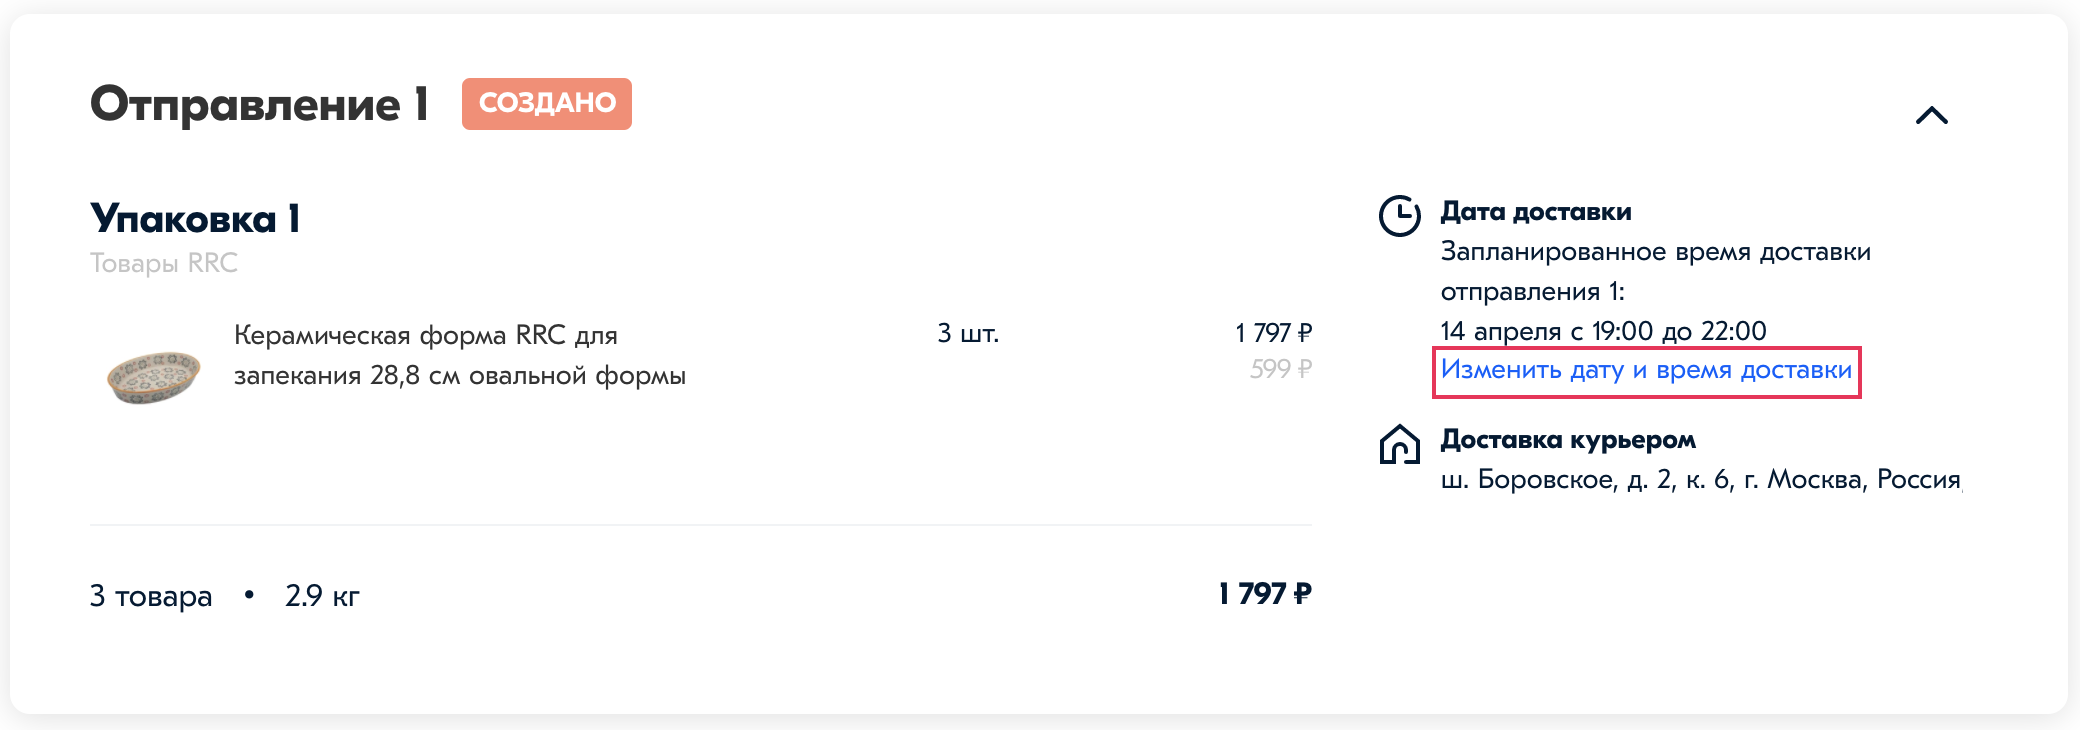 Отправление 1 СОЗДАНО
Упаковка 1
Товары RRC
Керамическая форма RRC для
запекания 28,8 см овальной формы
3 шт.
1 797 ₽
599 ₽
3 товара • 2.9 кг
1 797 ₽
Дата доставки
Запланированное время доставки
отправления 1:
14 апреля с 19:00 до 22:00
Изменить дату и время доставки
Доставка курьером
ш. Боровское, д. 2, к. 6, г. Москва, Россия,